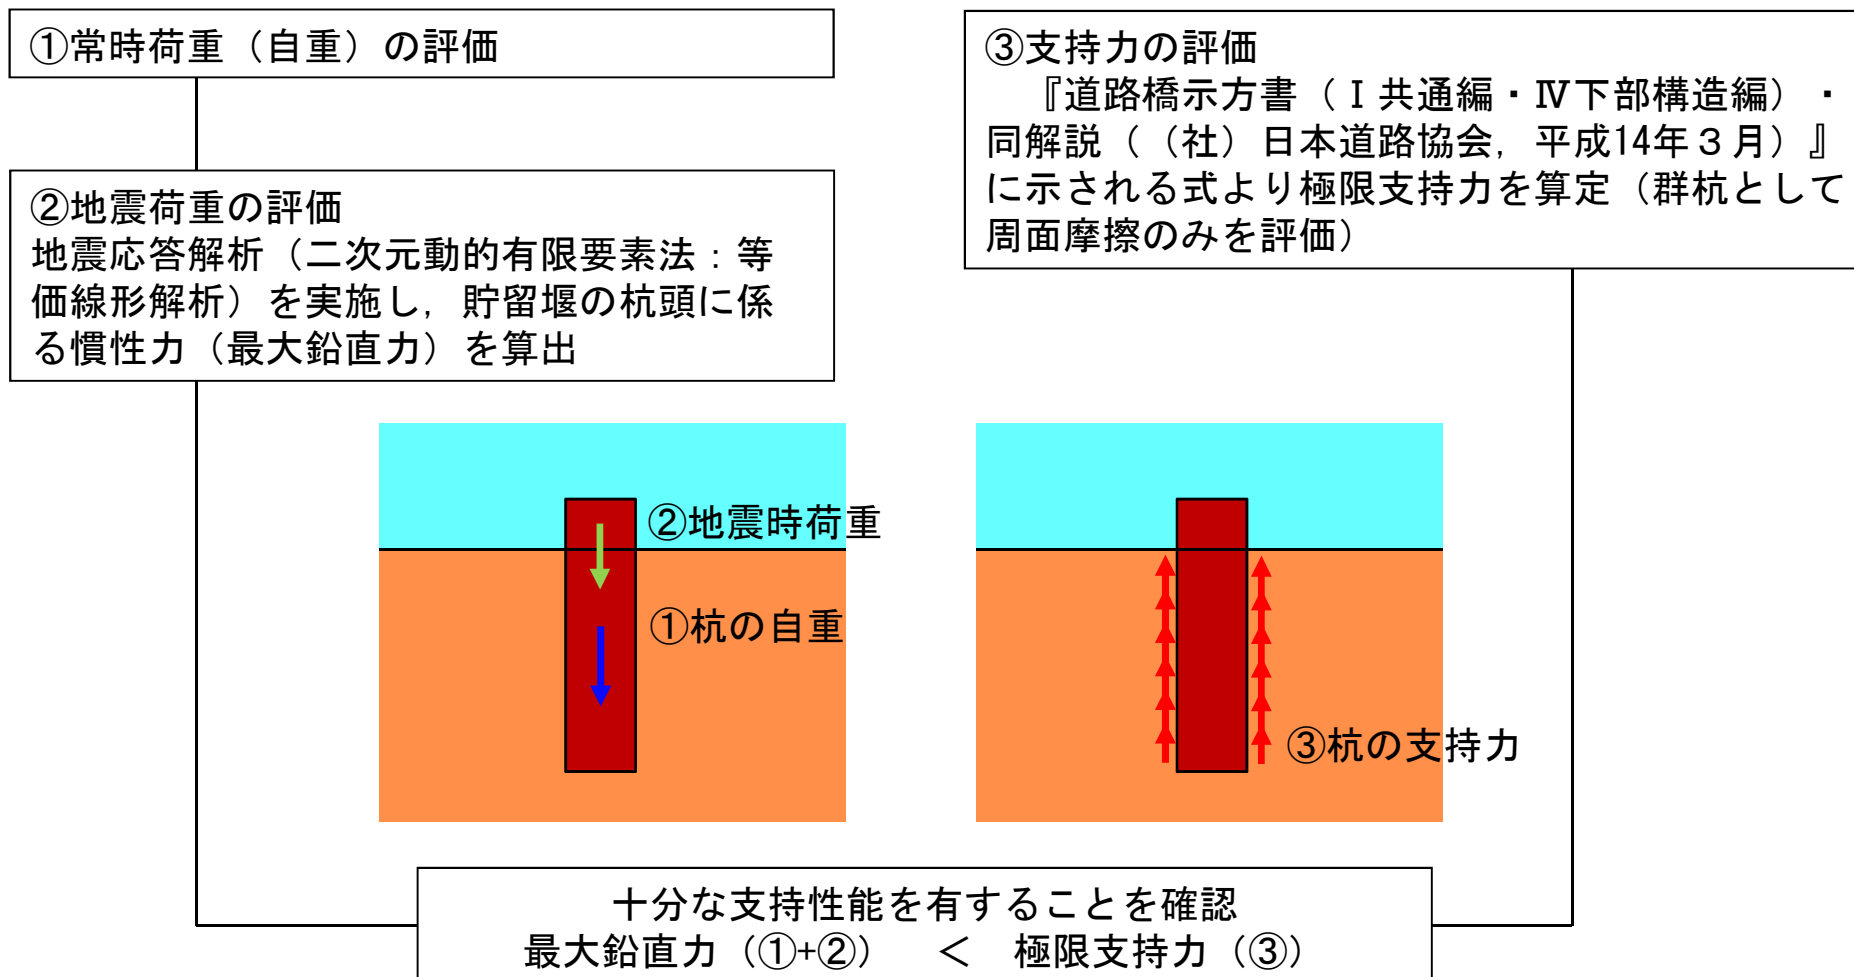 ①常時荷重（自重）の評価
②地震荷重の評価
地震応答解析（二次元動的有限要素法：等
価線形解析）を実施し，貯留堰の杭頭に係
る慣性力（最大鉛直力）を算出
③支持力の評価
『道路橋示方書（Ⅰ共通編・Ⅳ下部構造編）・
同解説（（社）日本道路協会，平成14年３月）』
に示される式より極限支持力を算定（群杭として
周面摩擦のみを評価）
②地震時荷重
①杭の自重
③杭の支持力
十分な支持性能を有することを確認
最大鉛直力（①+②）　＜　極限支持力（③）